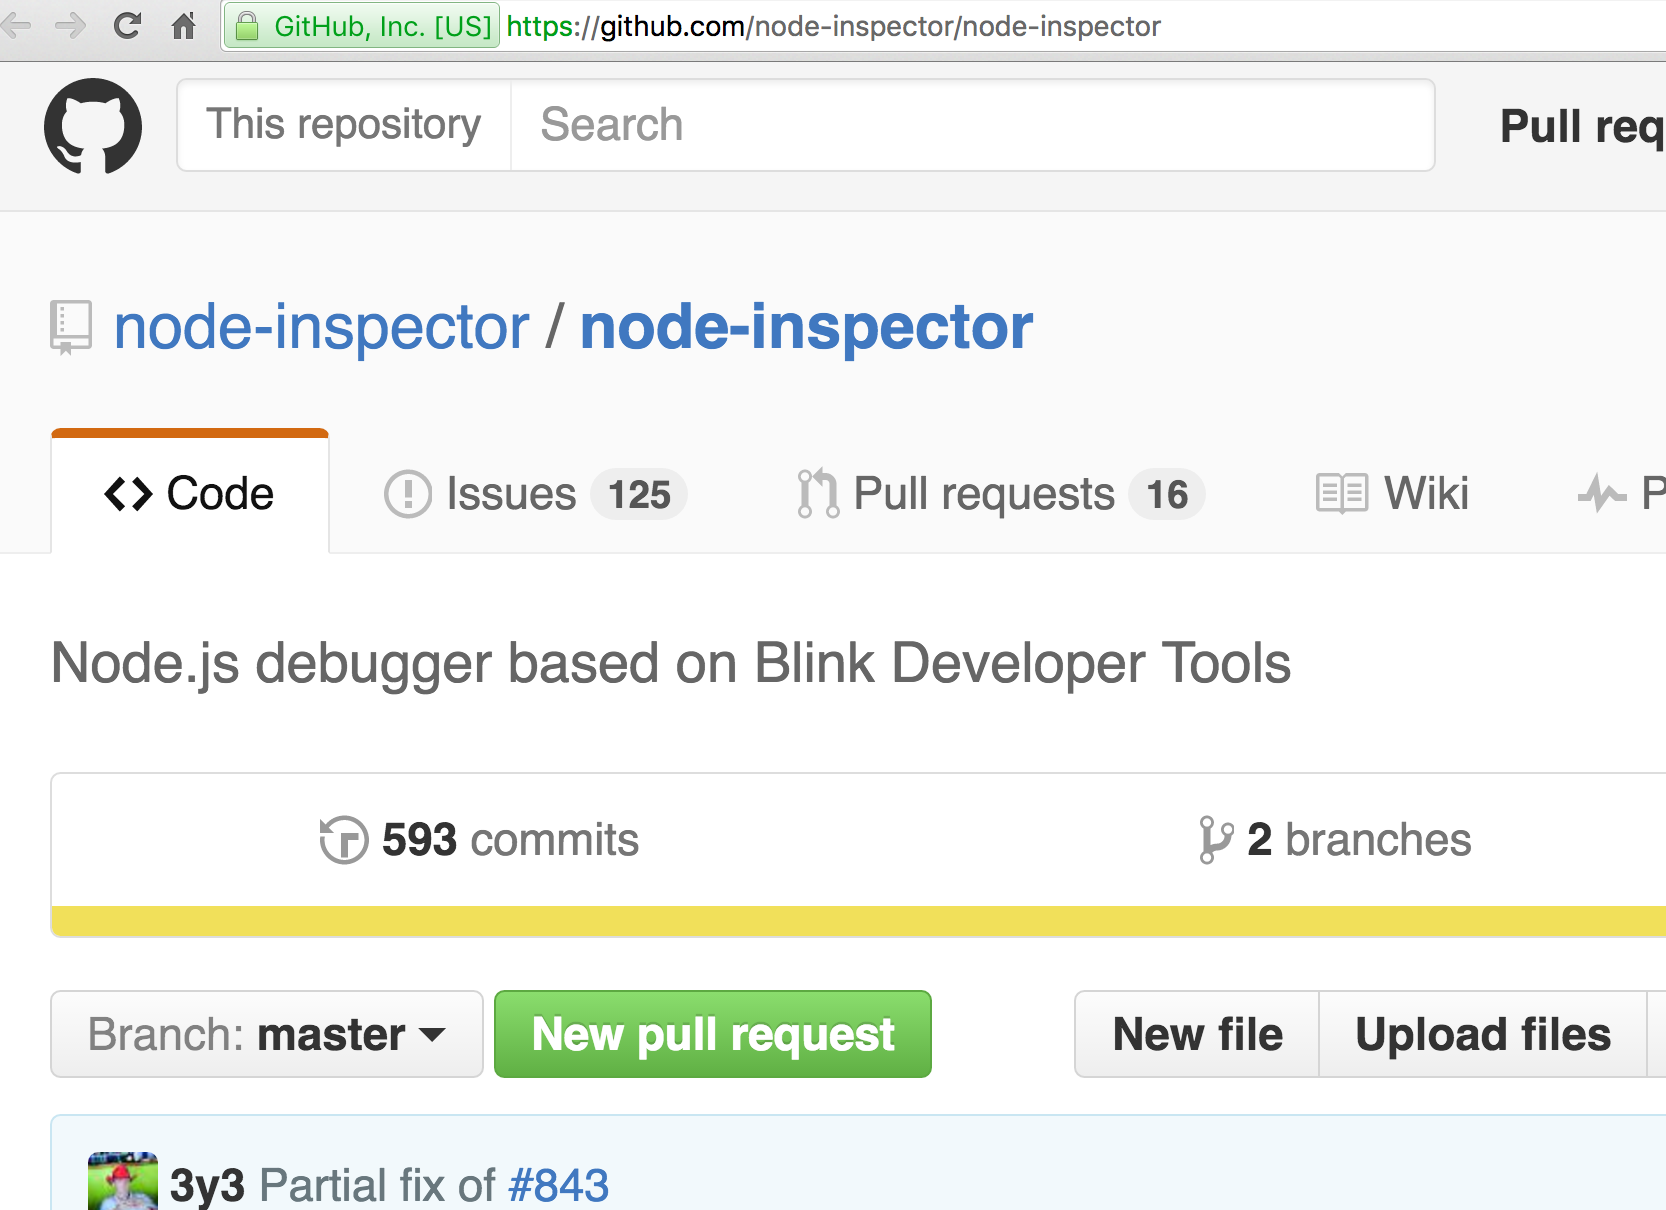 GitHub, Inc. [US] https://github.com/node-inspector/node-inspector
This repository Search Pull req
node-inspector / node-inspector
Code Issues 125 Pull requests 16 Wiki P
Node.js debugger based on Blink Developer Tools
593 commits 2 branches
Branch: master New pull request New file Upload files
3y3 Partial fix of #843